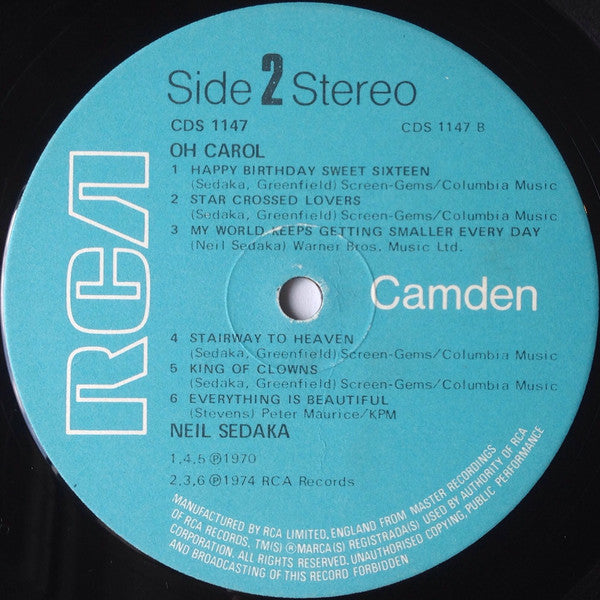 Side 2 Stereo
CDS 1147
CDS 1147 B
OH CAROL
1 HAPPY BIRTHDAY SWEET SIXTEEN
(Sedaka, Greenfield) Screen-Gems/Columbia Music
2 STAR CROSSED LOVERS
(Sedaka, Greenfield) Screen-Gems/Columbia Music
3 MY WORLD KEEPS GETTING SMALLER EVERY DAY
(Neil Sedaka) Warner Bros. Music Ltd.
RCA
Camden
4 STAIRWAY TO HEAVEN
(Sedaka, Greenfield) Screen-Gems/Columbia Music
5 KING OF CLOWNS
(Sedaka, Greenfield) Screen-Gems/Columbia Music
6 EVERYTHING IS BEAUTIFUL
(Stevens) Peter Maurice/KPM
NEIL SEDAKA
1,4,5 ℗ 1970
2,3,6 ℗ 1974 RCA Records
MANUFACTURED BY RCA LIMITED, ENGLAND FROM MASTER RECORDINGS
OF RCA RECORDS, TM(S) ® MARCA(S) REGISTRADA(S) USED BY AUTHORITY OF RCA
CORPORATION. ALL RIGHTS RESERVED. UNAUTHORISED COPYING, PUBLIC PERFORMANCE
AND BROADCASTING OF THIS RECORD FORBIDDEN